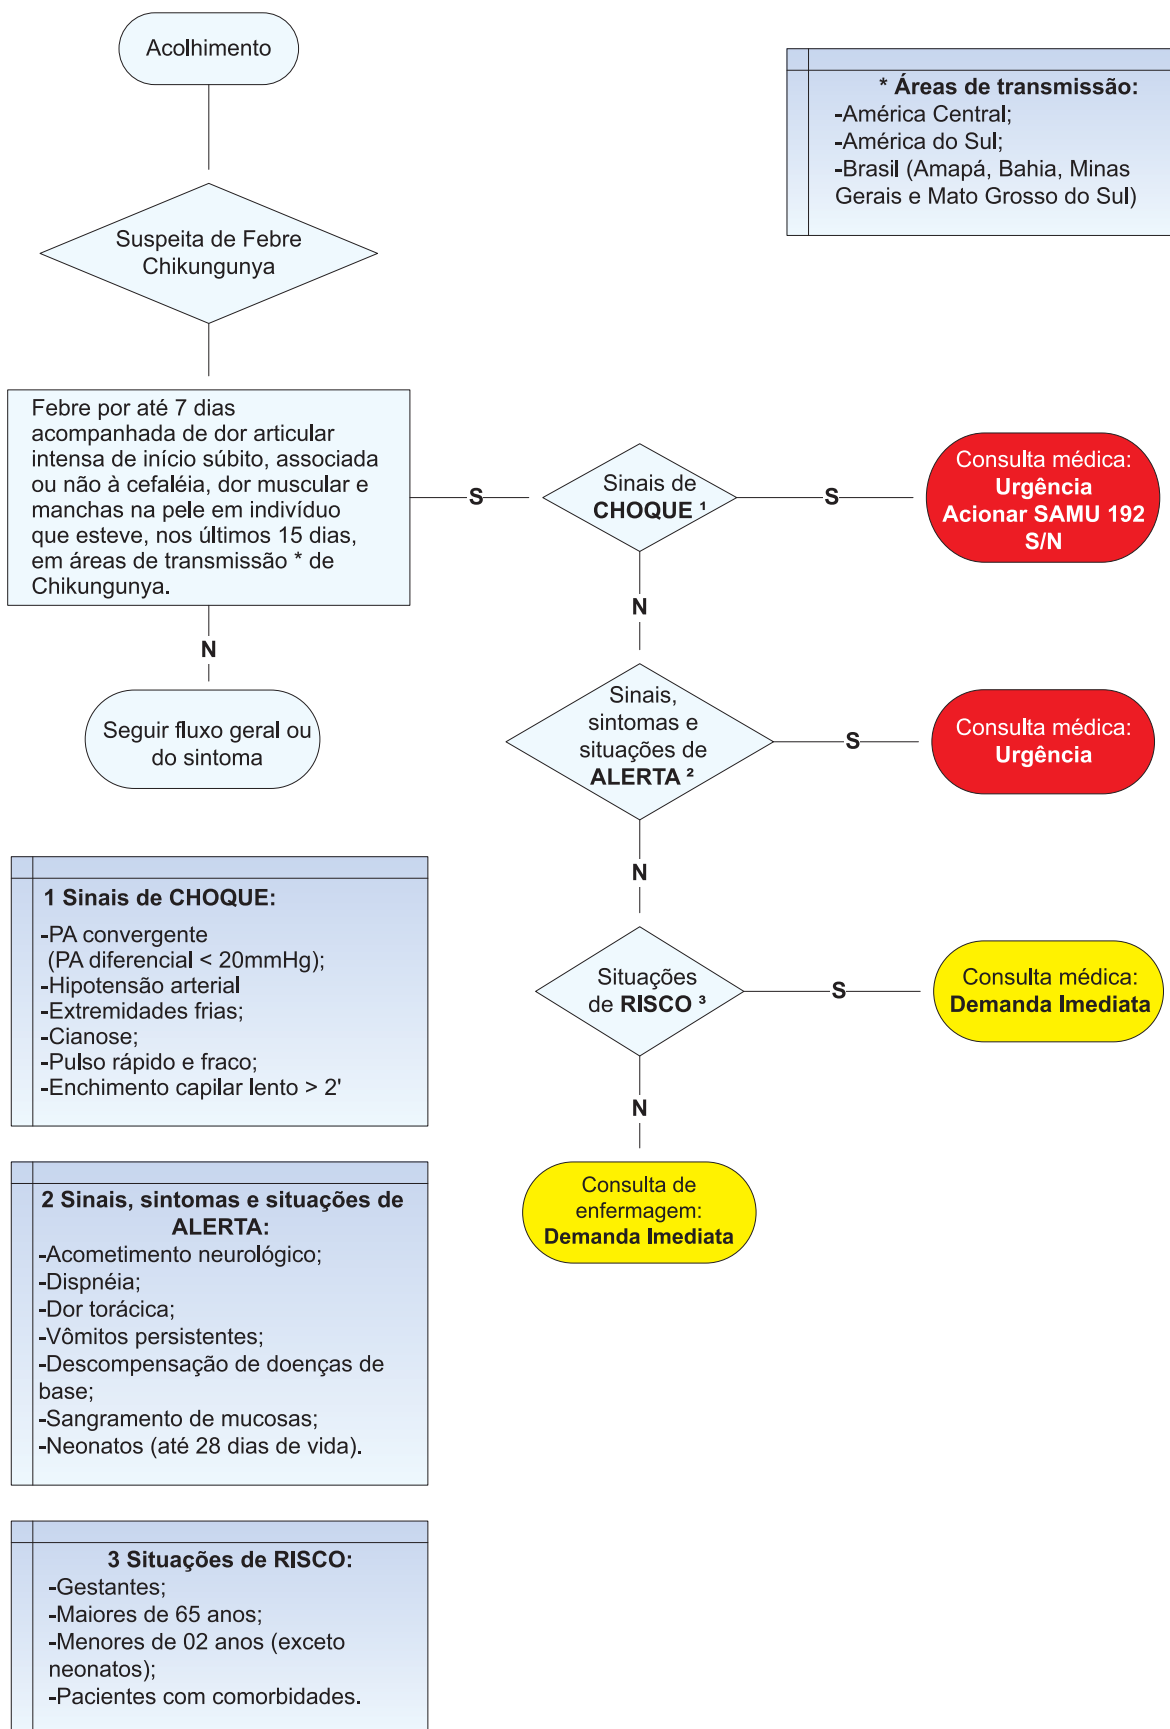 Acolhimento
* Áreas de transmissão:
-América Central;
-América do Sul;
-Brasil (Amapá, Bahia, Minas
Gerais e Mato Grosso do Sul)
Suspeita de Febre
Chikungunya
Febre por até 7 dias
acompanhada de dor articular
intensa de início súbito, associada
ou não à cefaléia, dor muscular e
manchas na pele em indivíduo
que esteve, nos últimos 15 dias,
em áreas de transmissão * de
Chikungunya.
S
Sinais de
CHOQUE ¹
S
Consulta médica:
Urgência
Acionar SAMU 192
S/N
N
N
Seguir fluxo geral ou
do sintoma
Sinais,
sintomas e
situações de
ALERTA ²
S
Consulta médica:
Urgência
N
Situações
de RISCO ³
S
Consulta médica:
Demanda Imediata
N
Consulta de
enfermagem:
Demanda Imediata
1 Sinais de CHOQUE:
-PA convergente
(PA diferencial < 20mmHg);
-Hipotensão arterial
-Extremidades frias;
-Cianose;
-Pulso rápido e fraco;
-Enchimento capilar lento > 2'
2 Sinais, sintomas e situações de
ALERTA:
-Acometimento neurológico;
-Dispnéia;
-Dor torácica;
-Vômitos persistentes;
-Descompensação de doenças de
base;
-Sangramento de mucosas;
-Neonatos (até 28 dias de vida).
3 Situações de RISCO:
-Gestantes;
-Maiores de 65 anos;
-Menores de 02 anos (exceto
neonatos);
-Pacientes com comorbidades.